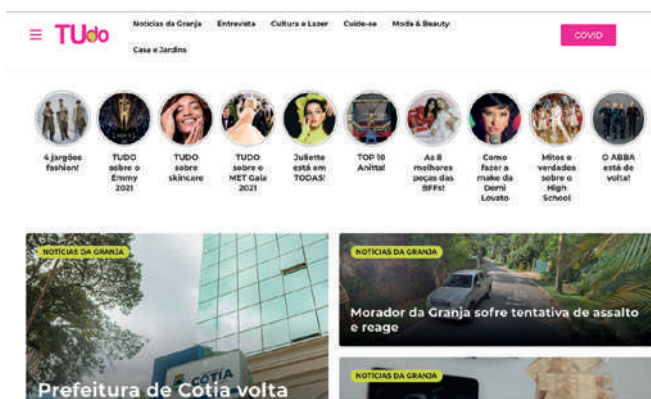 TUdo
Notícias da Granja Entrevista Cultura e Lazer Cuide-se Moda & Beauty
Casa e Jardins
COVID
4 jargões
fashion!
TUDO
sobre o
Emmy
2021
TUDO
sobre
skincare
TUDO
sobre o
MET Gala
2021
Juliette
está em
TODAS!
TOP 10
Anitta!
As 8
melhores
peças das
BFFs!
Como
fazer a
make da
Demi
Lovato
Mitos e
verdades
sobre o
High
School
O ABBA
está de
volta!
NOTÍCIAS DA GRANJA
COTIA
Prefeitura de Cotia volta
NOTÍCIAS DA GRANJA
Morador da Granja sofre tentativa de assalto
e reage
NOTÍCIAS DA GRANJA